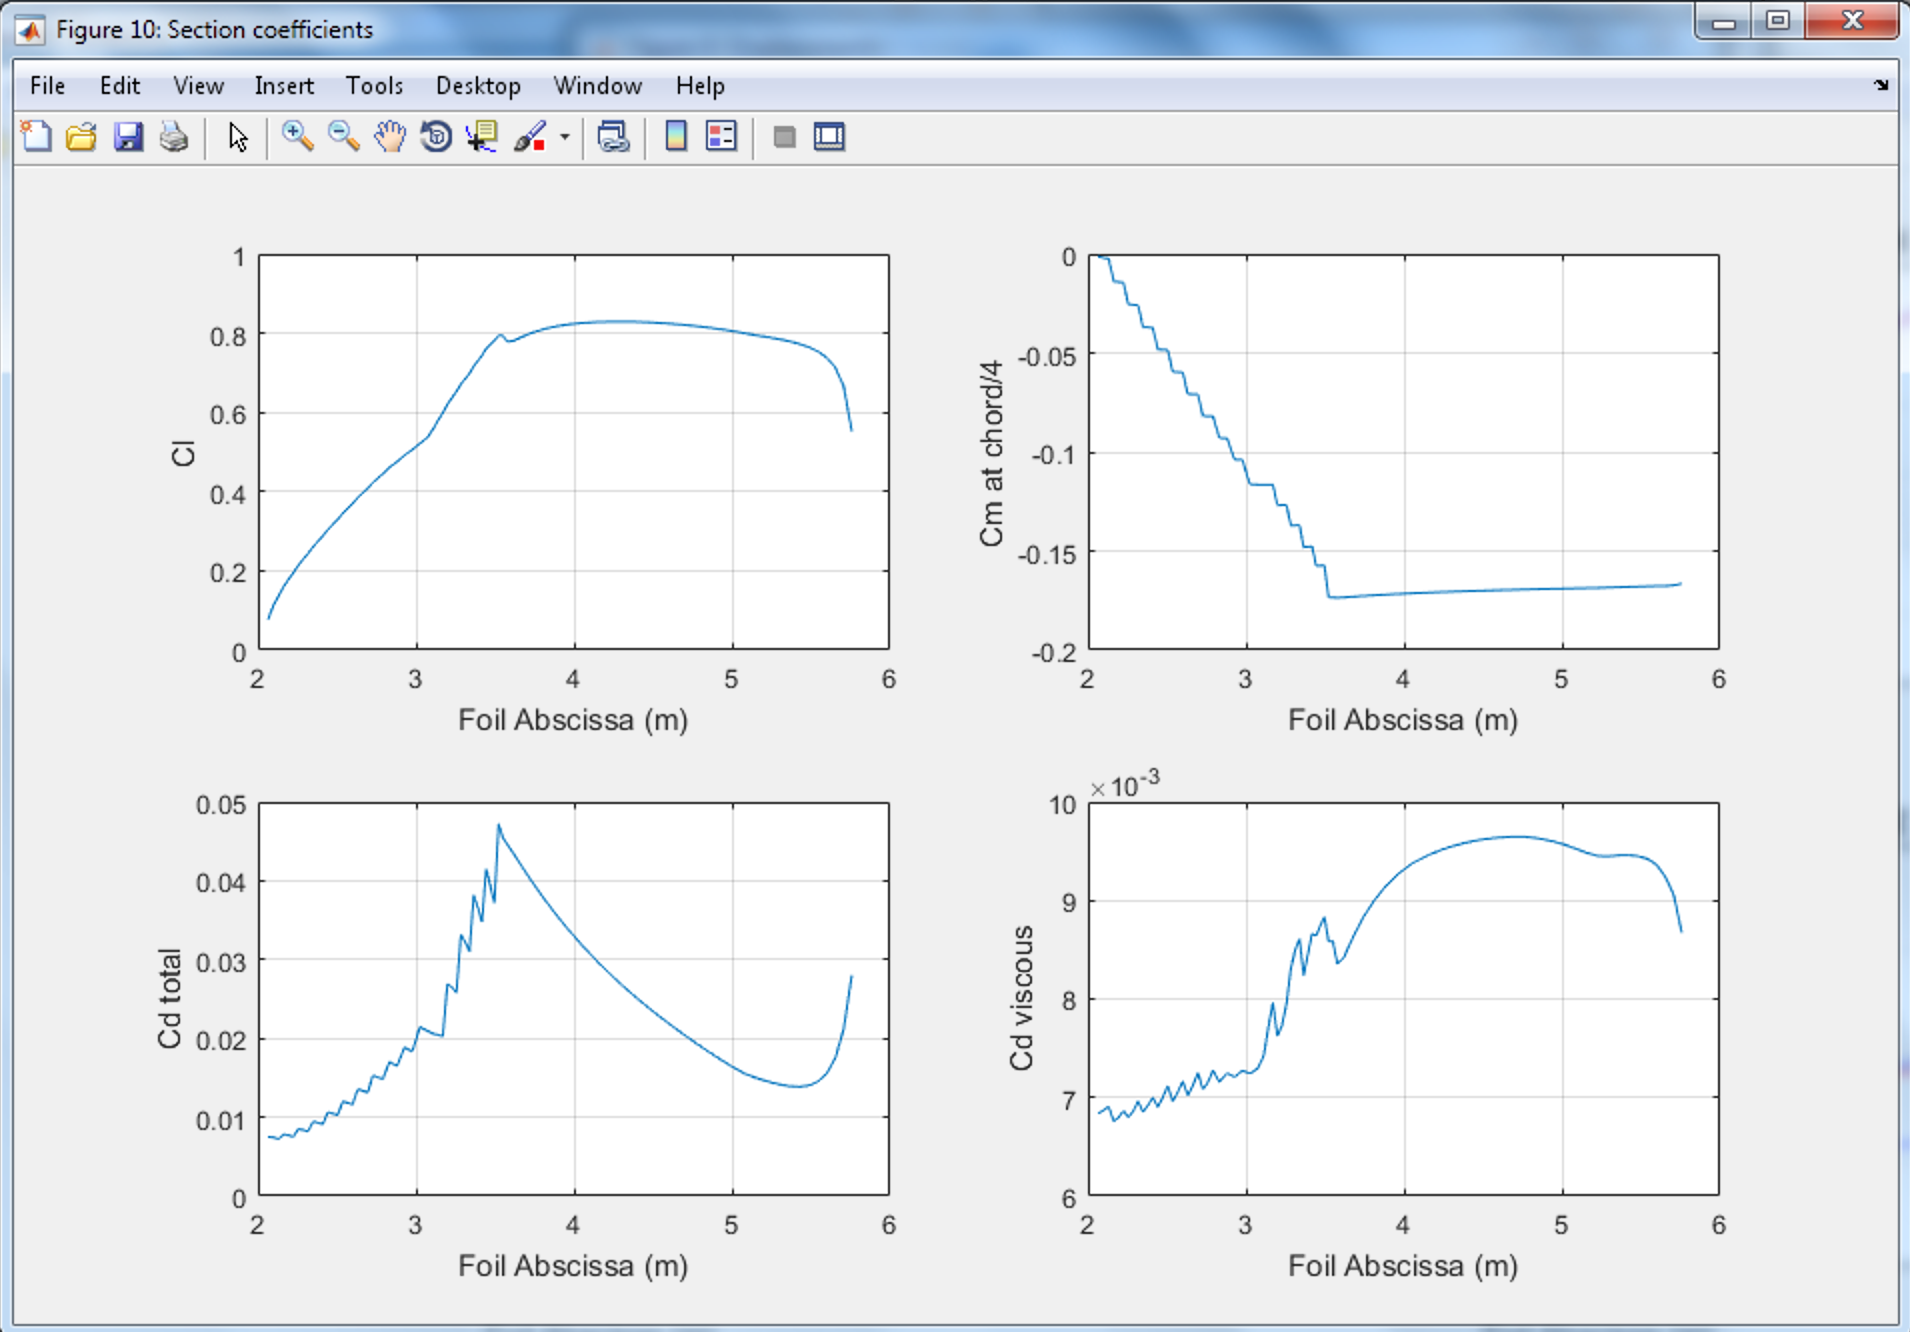 Figure 10: Section coefficients
File Edit View Insert Tools Desktop Window Help
1
0.8
0.6
0.4
0.2
0
Cl
2 3 4 5 6
Foil Abscissa (m)
0
-0.05
-0.1
-0.15
-0.2
Cm at chord/4
2 3 4 5 6
Foil Abscissa (m)
0.05
0.04
0.03
0.02
0.01
0
Cd total
2 3 4 5 6
Foil Abscissa (m)
×10⁻³
10
9
8
7
6
Cd viscous
2 3 4 5 6
Foil Abscissa (m)